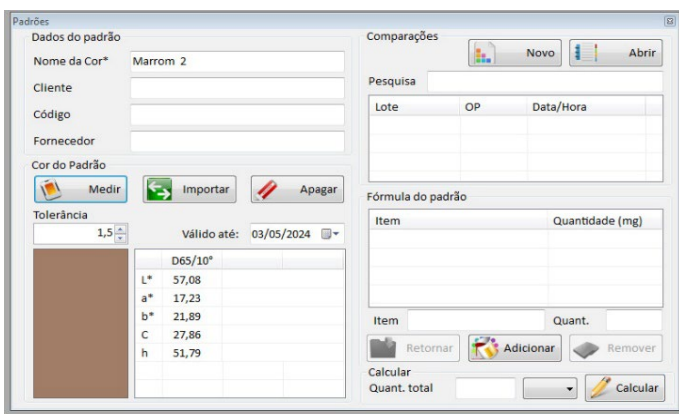 Padrões
Dados do padrão
Nome da Cor* Marrom 2
Cliente
Código
Fornecedor
Cor do Padrão
Medir Importar Apagar
Tolerância
1,5 Válido até: 03/05/2024
D65/10°
L* 57,08
a* 17,23
b* 21,89
C 27,86
h 51,79
Comparações
Novo Abrir
Pesquisa
Lote OP Data/Hora
Fórmula do padrão
Item Quantidade (mg)
Item Quant.
Retornar Adicionar Remover
Calcular
Quant. total Calcular